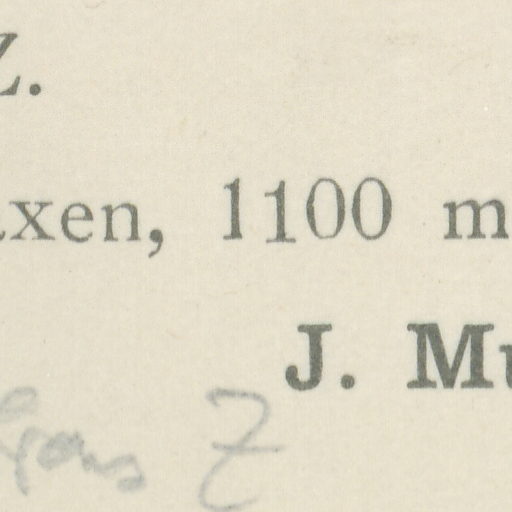 Z.
xen, 1100 m
J. Mu
Z